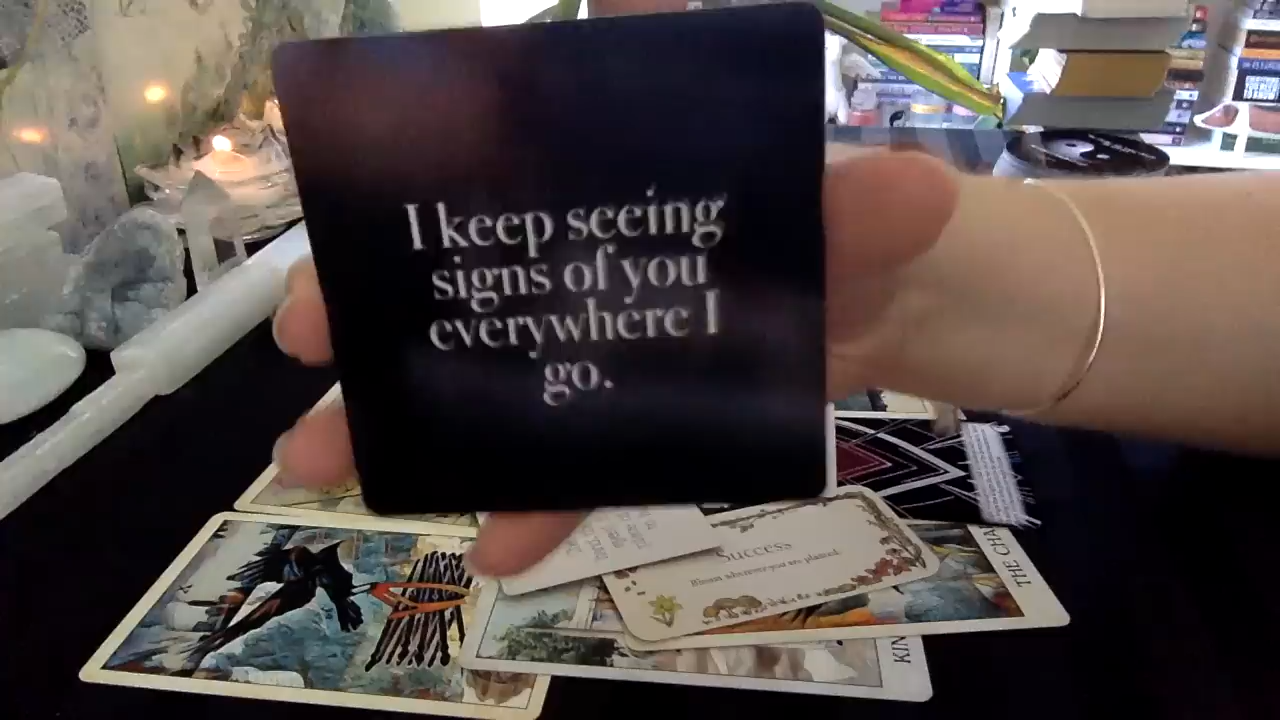 I keep seeing
signs of you
everywhere I
go.
Success
Bloom wherever you are planted.
THE CHA
KIN